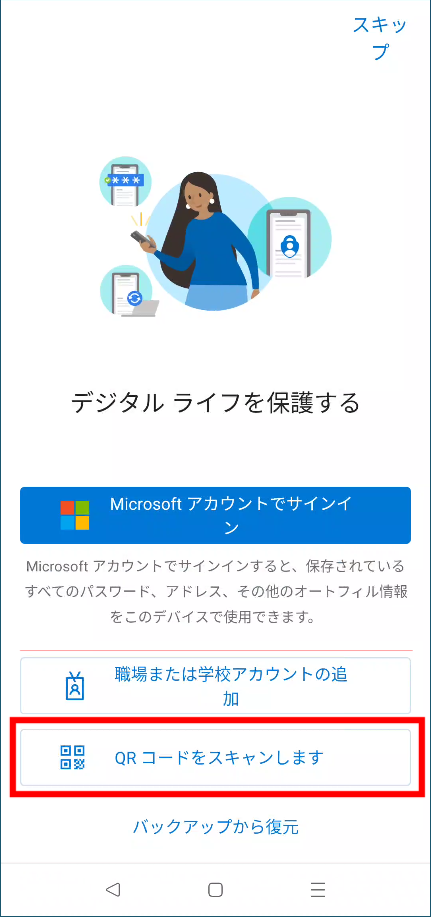 スキッ
プ
デジタル ライフを保護する
Microsoft アカウントでサインイ
ン
Microsoft アカウントでサインインすると、保存されている
すべてのパスワード、アドレス、その他のオートフィル情報
をこのデバイスで使用できます。
職場または学校アカウントの追
加
QR コードをスキャンします
バックアップから復元